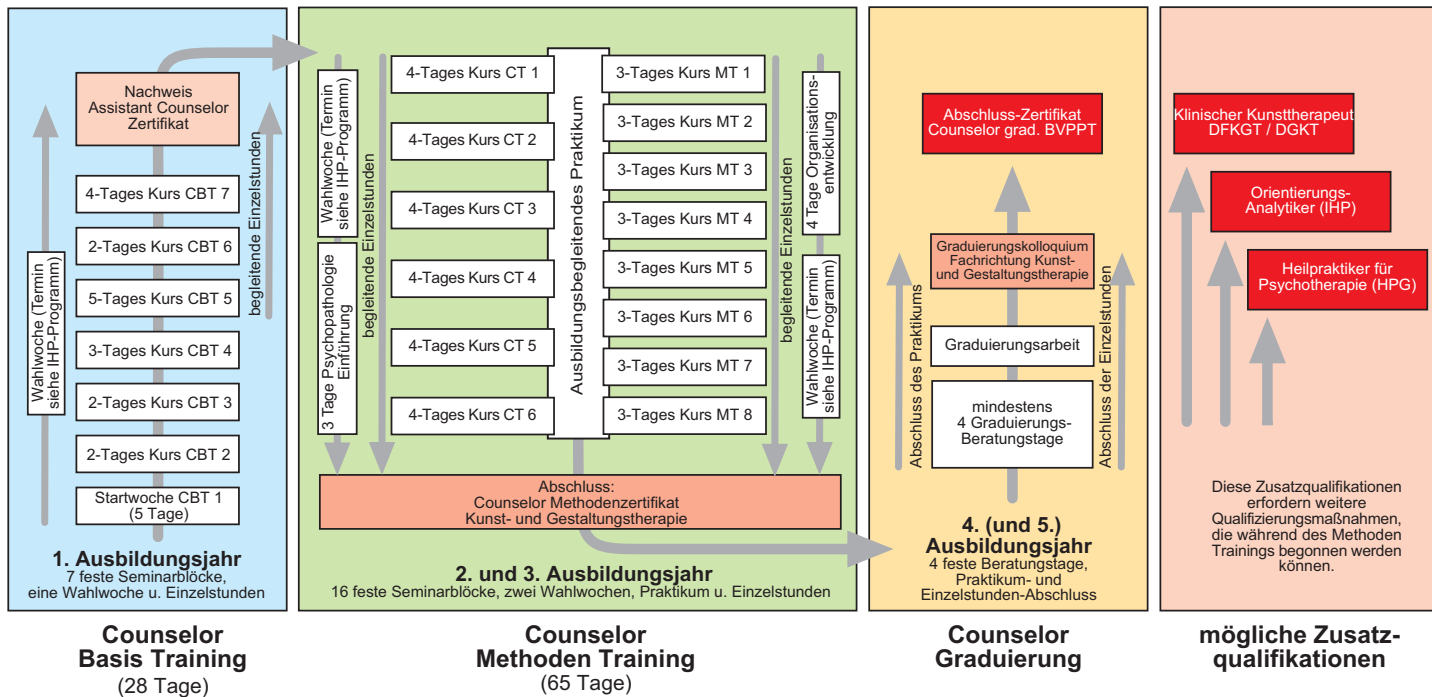 Nachweis
Assistant Counselor
Zertifikat
4-Tages Kurs CBT 7
2-Tages Kurs CBT 6
5-Tages Kurs CBT 5
3-Tages Kurs CBT 4
2-Tages Kurs CBT 3
2-Tages Kurs CBT 2
Startwoche CBT 1
(5 Tage)
Wahlwoche (Termin
siehe IHP-Programm)
begleitende Einzelstunden
1. Ausbildungsjahr
7 feste Seminarblöcke,
eine Wahlwoche u. Einzelstunden
Counselor
Basis Training
(28 Tage)
Wahlwoche (Termin
siehe IHP-Programm)
3 Tage Psychopathologie
Einführung
begleitende Einzelstunden
4-Tages Kurs CT 1
4-Tages Kurs CT 2
4-Tages Kurs CT 3
4-Tages Kurs CT 4
4-Tages Kurs CT 5
4-Tages Kurs CT 6
Ausbildungsbegleitendes Praktikum
3-Tages Kurs MT 1
3-Tages Kurs MT 2
3-Tages Kurs MT 3
3-Tages Kurs MT 4
3-Tages Kurs MT 5
3-Tages Kurs MT 6
3-Tages Kurs MT 7
3-Tages Kurs MT 8
begleitende Einzelstunden
4 Tage Organisations-
entwicklung
Wahlwoche (Termin
siehe IHP-Programm)
Abschluss:
Counselor Methodenzertifikat
Kunst- und Gestaltungstherapie
2. und 3. Ausbildungsjahr
16 feste Seminarblöcke, zwei Wahlwochen, Praktikum u. Einzelstunden
Counselor
Methoden Training
(65 Tage)
Abschluss-Zertifikat
Counselor grad. BVPPT
Graduierungskolloquium
Fachrichtung Kunst-
und Gestaltungstherapie
Graduierungsarbeit
mindestens
4 Graduierungs-
Beratungstage
Abschluss des Praktikums
Abschluss der Einzelstunden
4. (und 5.)
Ausbildungsjahr
4 feste Beratungstage,
Praktikum- und
Einzelstunden-Abschluss
Counselor
Graduierung
Klinischer Kunsttherapeut
DFKGT / DGKT
Orientierungs-
Analytiker (IHP)
Heilpraktiker für
Psychotherapie (HPG)
Diese Zusatzqualifikationen
erfordern weitere
Qualifizierungsmaßnahmen,
die während des Methoden
Trainings begonnen werden
können.
mögliche Zusatz-
qualifikationen